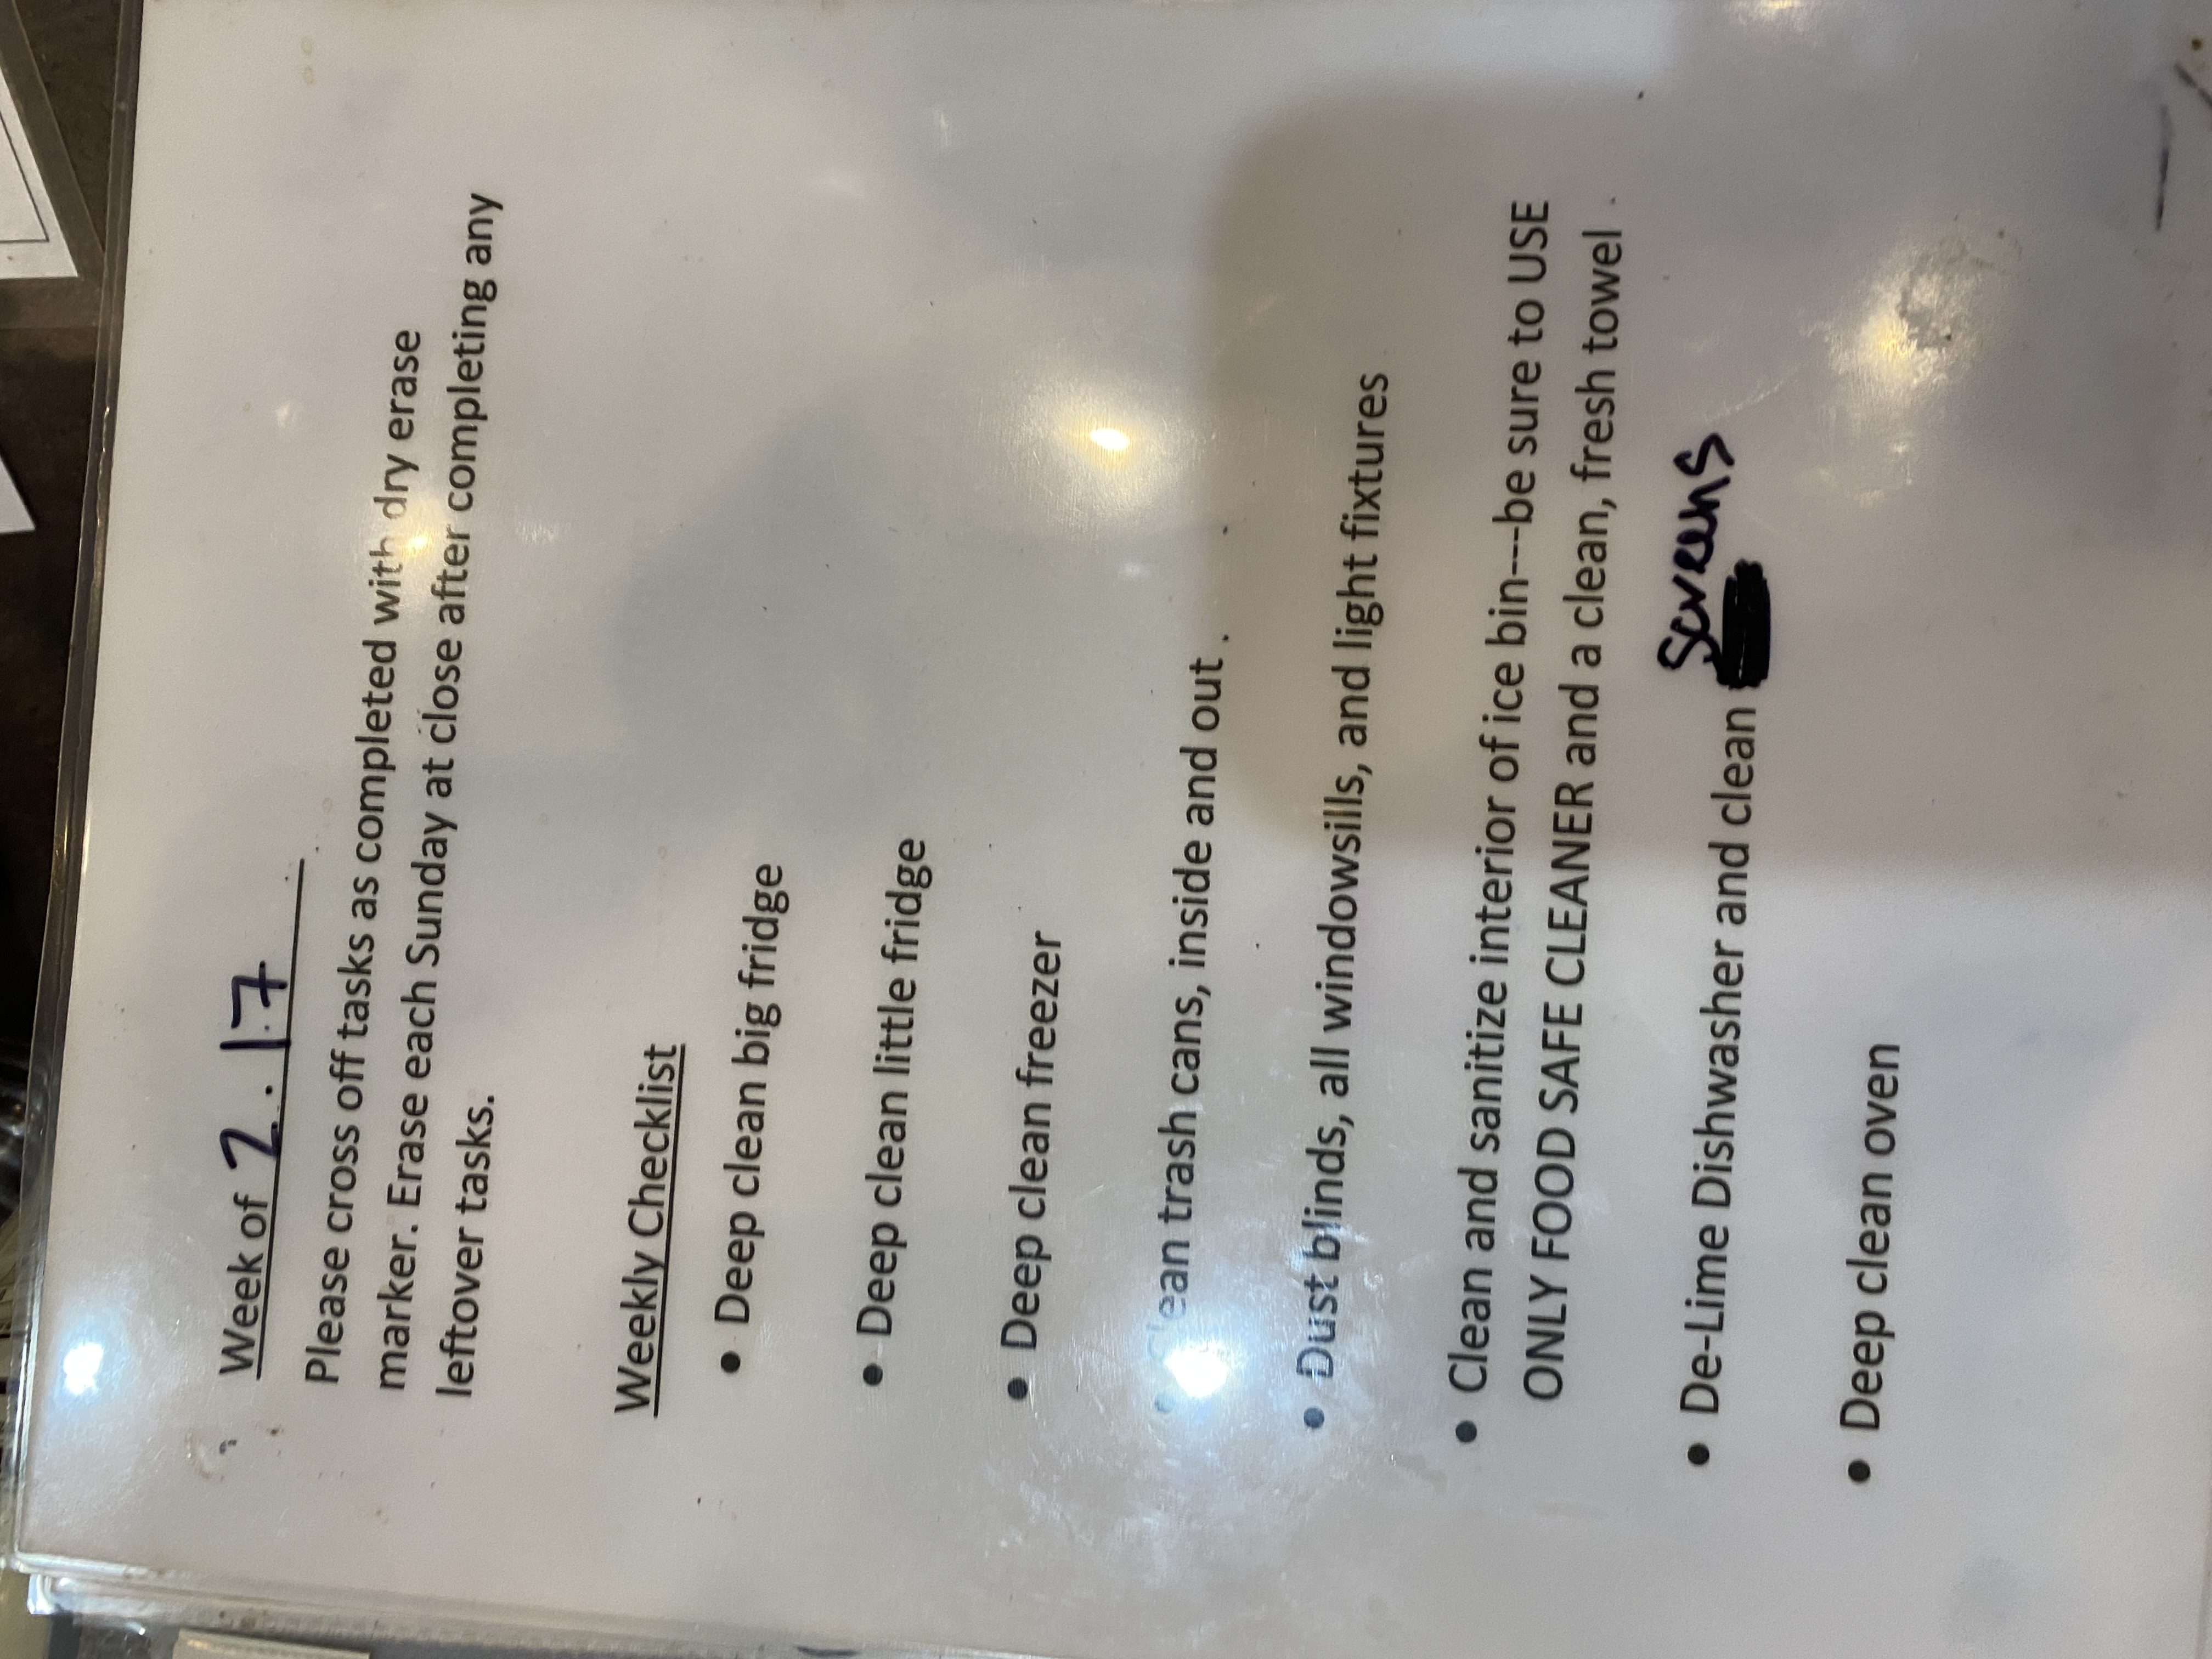 Week of 2.17
Please cross off tasks as completed with dry erase
marker. Erase each Sunday at close after completing any
leftover tasks.
Weekly Checklist
• Deep clean big fridge
• Deep clean little fridge
• Deep clean freezer
• Clean trash cans, inside and out
• Dust blinds, all windowsills, and light fixtures
• Clean and sanitize interior of ice bin---be sure to USE
ONLY FOOD SAFE CLEANER and a clean, fresh towel
screens
• De-Lime Dishwasher and clean
• Deep clean oven